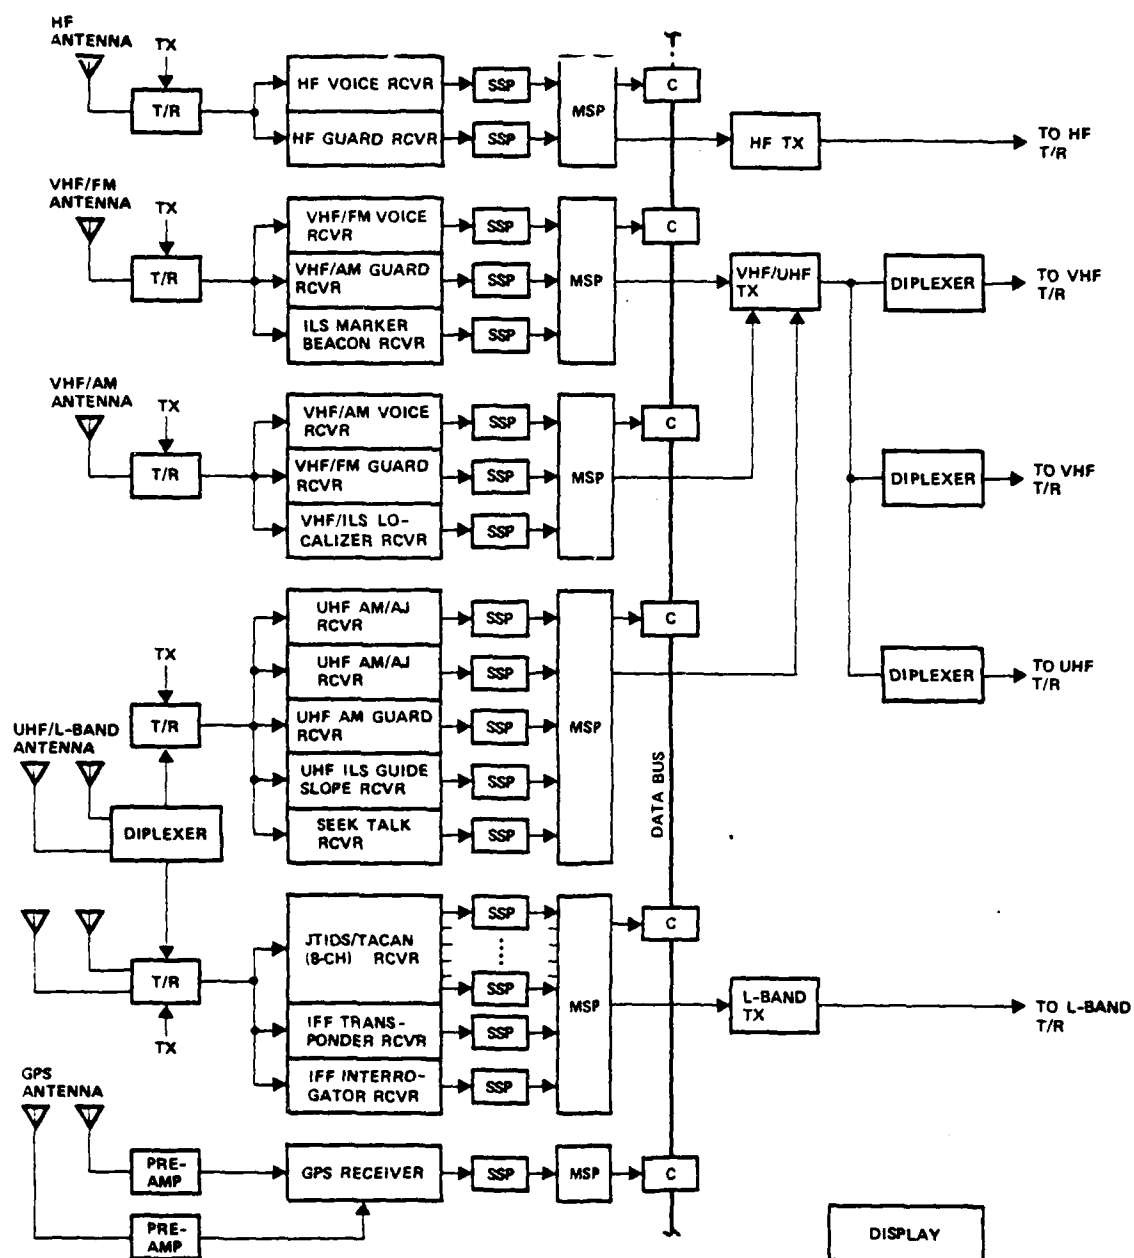 HF
ANTENNA
TX
T/R
HF VOICE RCVR
HF GUARD RCVR
SSP
SSP
MSP
C
HF TX
TO HF
T/R
VHF/FM
ANTENNA
TX
T/R
VHF/FM VOICE
RCVR
VHF/AM GUARD
RCVR
ILS MARKER
BEACON RCVR
SSP
SSP
SSP
MSP
C
VHF/UHF
TX
DIPLEXER
TO VHF
T/R
VHF/AM
ANTENNA
TX
T/R
VHF/AM VOICE
RCVR
VHF/FM GUARD
RCVR
VHF/ILS LO-
CALIZER RCVR
SSP
SSP
SSP
MSP
C
DIPLEXER
TO VHF
T/R
UHF/L-BAND
ANTENNA
TX
T/R
DIPLEXER
UHF AM/AJ
RCVR
UHF AM/AJ
RCVR
UHF AM GUARD
RCVR
UHF ILS GUIDE
SLOPE RCVR
SEEK TALK
RCVR
SSP
SSP
SSP
SSP
SSP
MSP
C
DATA BUS
DIPLEXER
TO UHF
T/R
T/R
TX
JTIDS/TACAN
(8-CH) RCVR
IFF TRANS-
PONDER RCVR
IFF INTERRO-
GATOR RCVR
SSP
SSP
SSP
SSP
MSP
C
L-BAND
TX
TO L-BAND
T/R
GPS
ANTENNA
PRE-
AMP
PRE-
AMP
GPS RECEIVER
SSP
MSP
C
DISPLAY